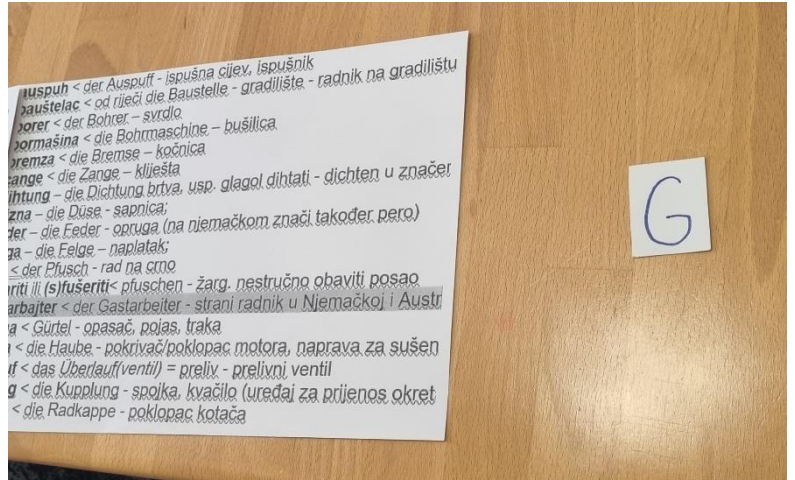 auspuh < der Auspuff - ispušna cijev, ispušnik
bauštelac < od riječi die Baustelle - gradilište - radnik na gradilištu
borer < der Bohrer – svrdlo
bormašina < die Bohrmaschine – bušilica
bremza < die Bremse – kočnica
cange < die Zange – kliješta
ihtung – die Dichtung brtva, usp. glagol dihtati - dichten u značer
izna – die Düse - sapnica;
der – die Feder - opruga (na njemačkom znači također pero)
ga – die Felge – naplatak;
< der Pfusch - rad na crno
riti ili (s)fušeriti< pfuschen - žarg. nestručno obaviti posao
arbajter < der Gastarbeiter - strani radnik u Njemačkoj i Austr
a < Gürtel - opasač, pojas, traka
< die Haube - pokrivač/poklopac motora, naprava za sušen
uf < das Überlauf(ventil) = preliv - prelivni ventil
g < die Kupplung - spojka, kvačilo (uređaj za prijenos okret
< die Radkappe - poklopac kotača
G